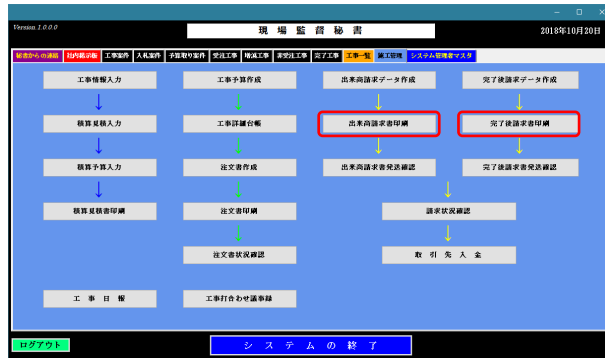 Version 1.0.0.0
現場監督秘書
2018年10月20日
秘書からの連絡 社内掲示板 工事案件 入札案件 予算取り案件 受注工事 増減工事 非受注工事 完了工事 工事一覧 施工管理 システム管理者マスタ
工事情報入力 工事予算作成 出来高請求データ作成 完了後請求データ作成
積算見積入力 工事詳細台帳 出来高請求書印刷 完了後請求書印刷
積算予算入力 注文書作成 出来高請求書発送確認 完了後請求書発送確認
積算見積書印刷 注文書印刷 請求状況確認
注文書状況確認 取引先入金
工事日報 工事打合わせ議事録
ログアウト システムの終了